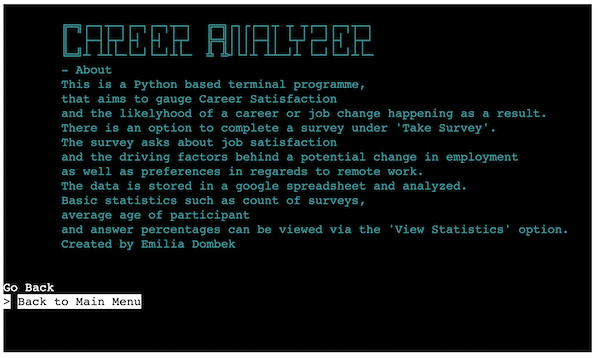 CAREER ANALYZER
- About
This is a Python based terminal programme,
that aims to gauge Career Satisfaction
and the likelyhood of a career or job change happening as a result.
There is an option to complete a survey under 'Take Survey'.
The survey asks about job satisfaction
and the driving factors behind a potential change in employment
as well as preferences in regards to remote work.
The data is stored in a google spreadsheet and analyzed.
Basic statistics such as count of surveys,
average age of participant
and answer percentages can be viewed via the 'View Statistics' option.
Created by Emilia Dombek
Go Back
> Back to Main Menu